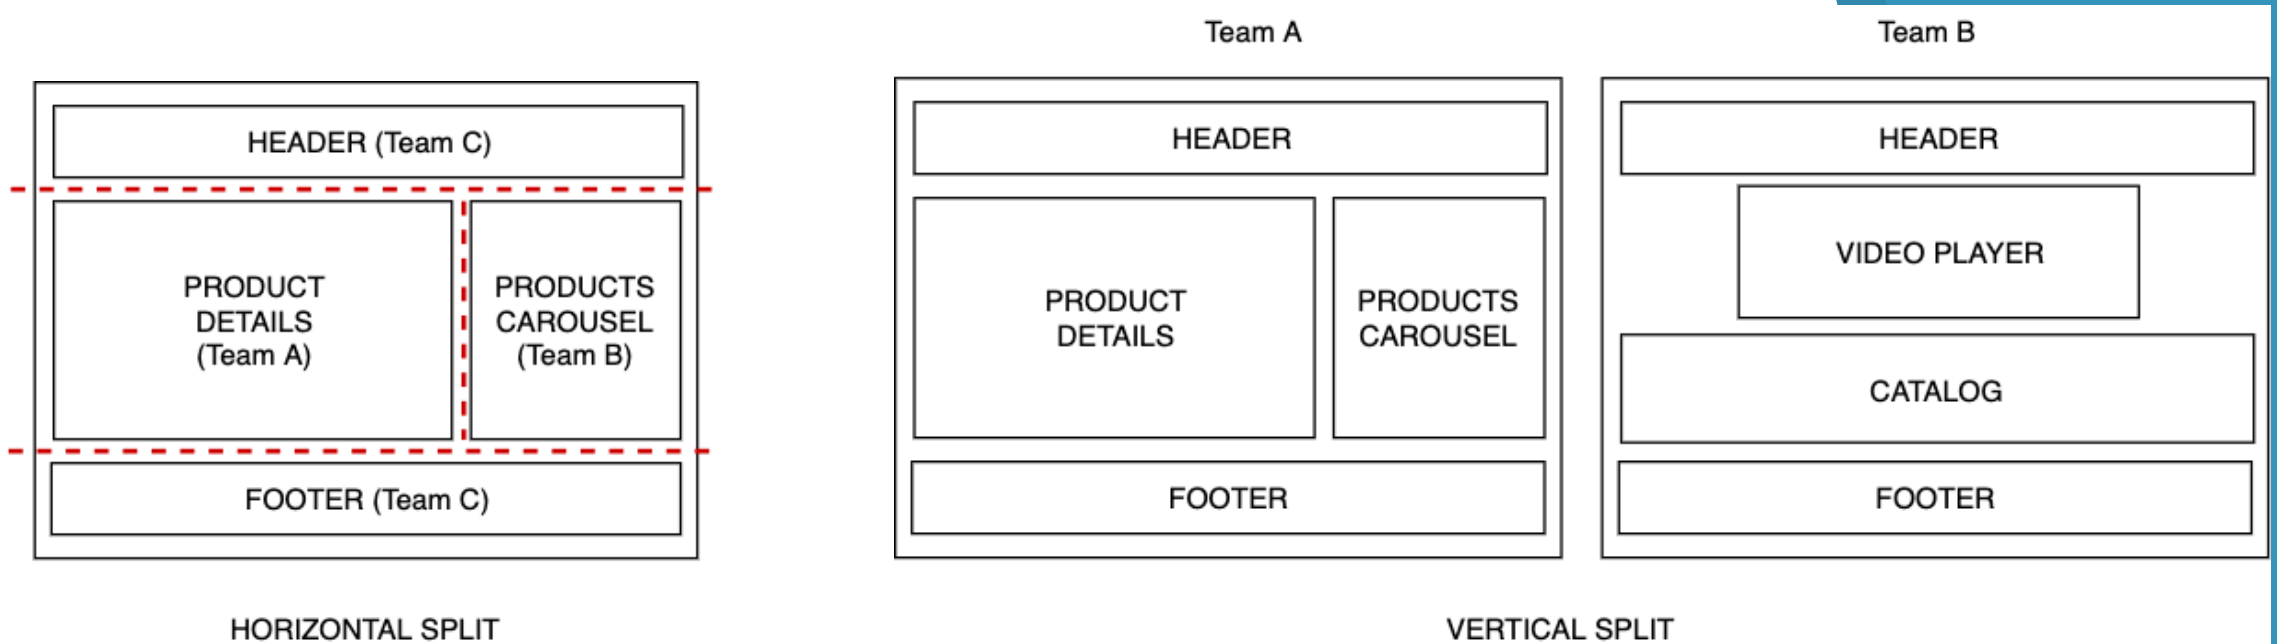 HEADER (Team C)
PRODUCT
DETAILS
(Team A)
PRODUCTS
CAROUSEL
(Team B)
FOOTER (Team C)
HORIZONTAL SPLIT
Team A
HEADER
PRODUCT
DETAILS
PRODUCTS
CAROUSEL
FOOTER
Team B
HEADER
VIDEO PLAYER
CATALOG
FOOTER
VERTICAL SPLIT